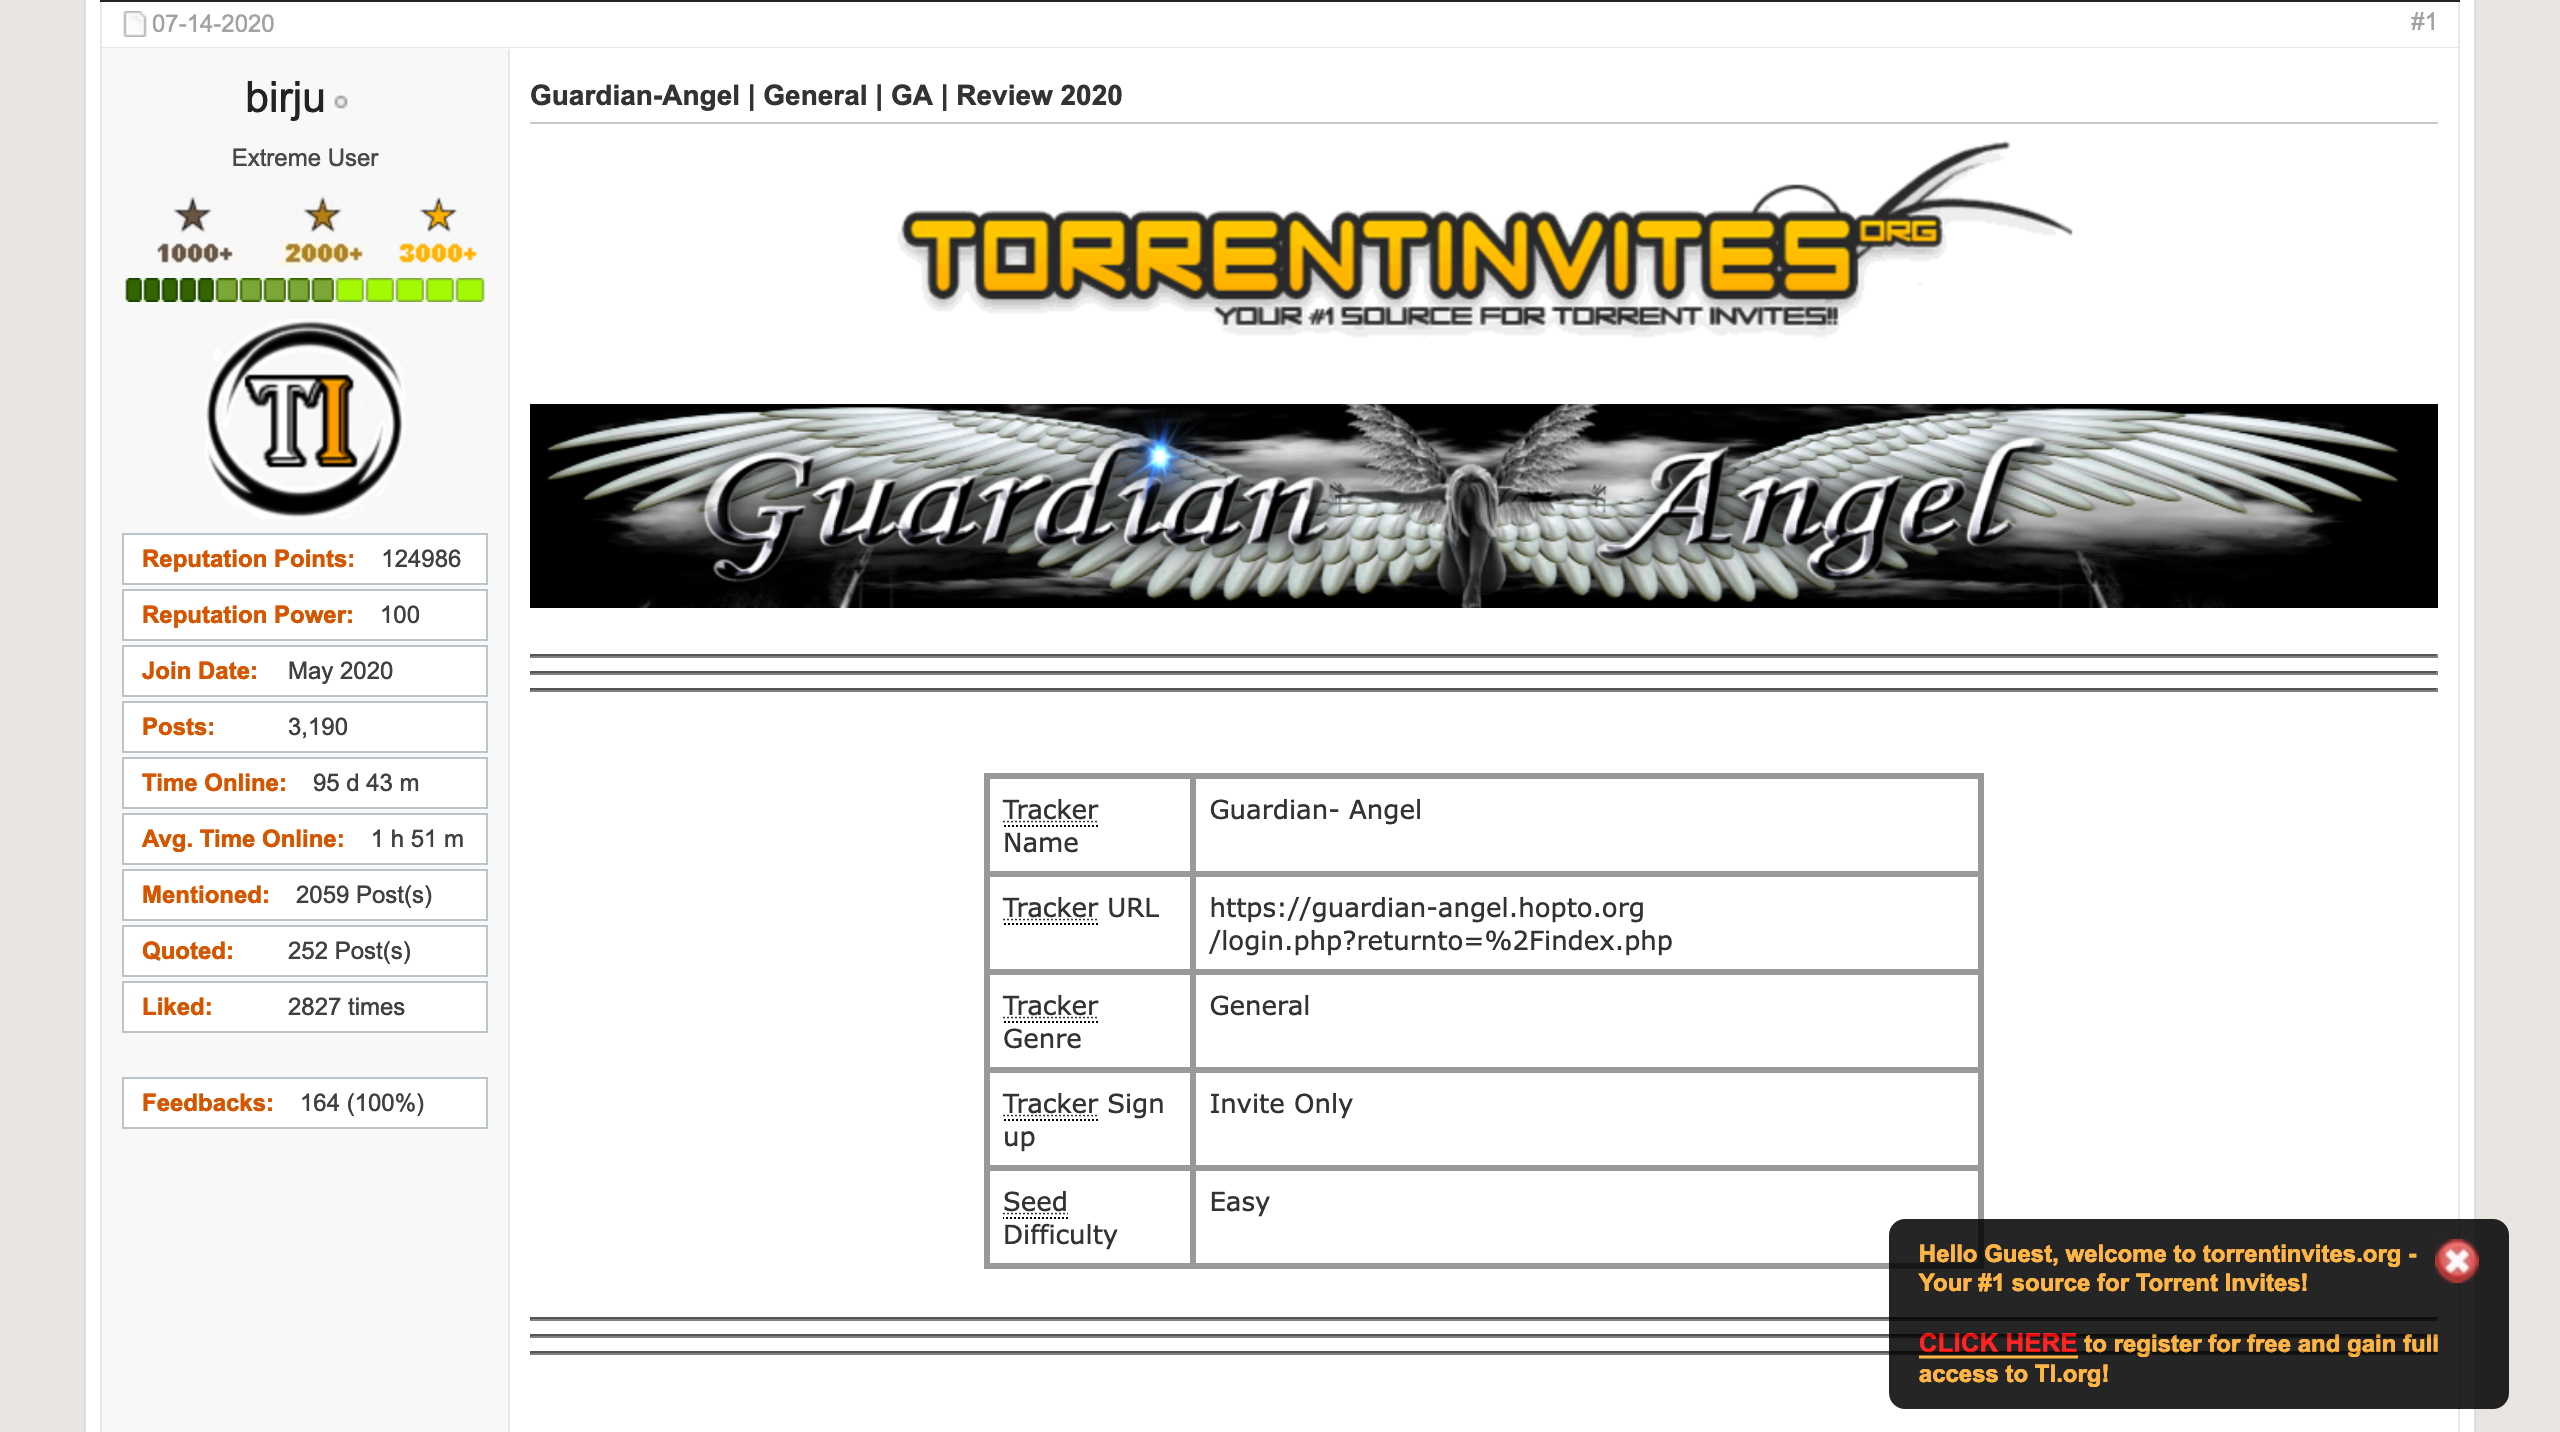 07-14-2020
#1
birju
Extreme User
1000+ 2000+ 3000+
TI
Reputation Points: 124986
Reputation Power: 100
Join Date: May 2020
Posts: 3,190
Time Online: 95 d 43 m
Avg. Time Online: 1 h 51 m
Mentioned: 2059 Post(s)
Quoted: 252 Post(s)
Liked: 2827 times
Feedbacks: 164 (100%)
Guardian-Angel | General | GA | Review 2020
TORRENTINVITES.ORG
YOUR #1 SOURCE FOR TORRENT INVITES!!
Guardian Angel
Tracker
Name
Guardian- Angel
Tracker URL
https://guardian-angel.hopto.org
/login.php?returnto=%2Findex.php
Tracker
Genre
General
Tracker Sign
up
Invite Only
Seed
Difficulty
Easy
Hello Guest, welcome to torrentinvites.org -
Your #1 source for Torrent Invites!
CLICK HERE to register for free and gain full
access to TI.org!